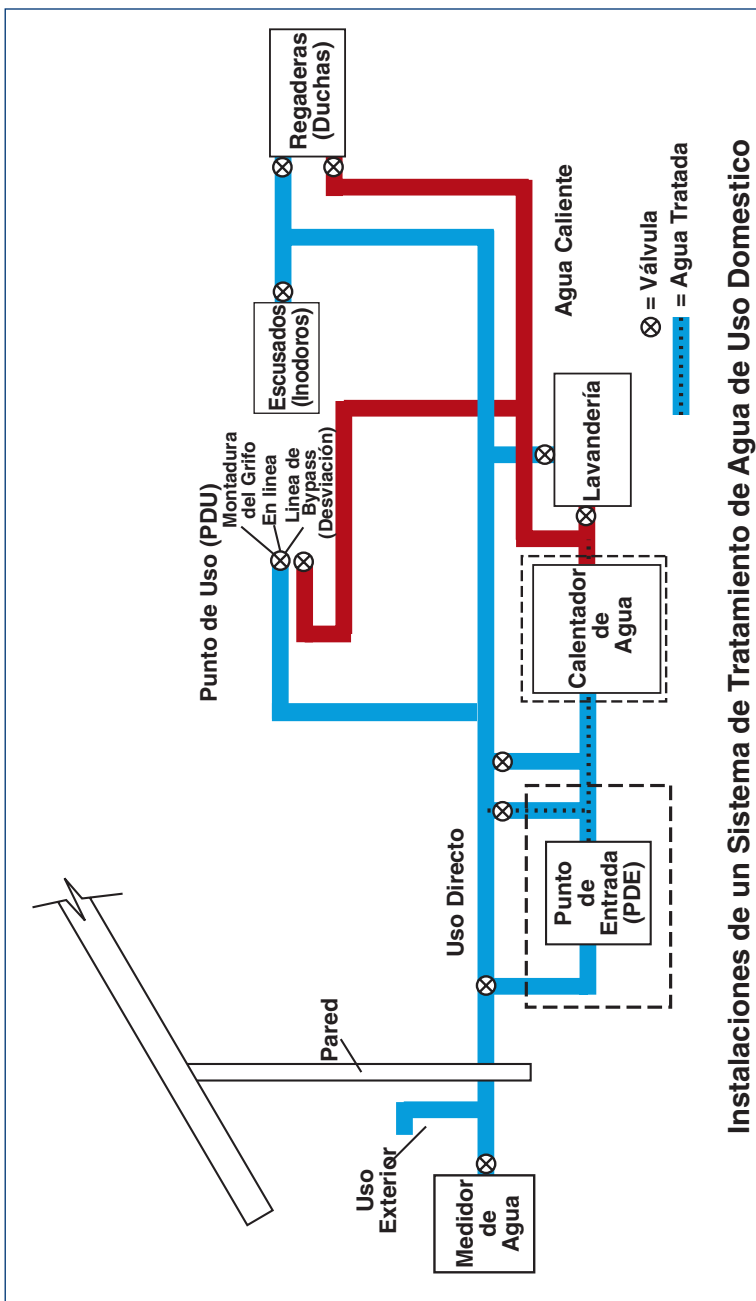 Regaderas
(Duchas)
Escusados
(Inodoros)
Punto de Uso (PDU)
Montadura
del Grifo
En linea
Linea de
Bypass
(Desviación)
Agua Caliente
= Válvula
= Agua Tratada
Lavandería
Calentador
de
Agua
Uso Directo
Punto
de
Entrada
(PDE)
Pared
Uso
Exterior
Medidor
de
Agua
Instalaciones de un Sistema de Tratamiento de Agua de Uso Domestico